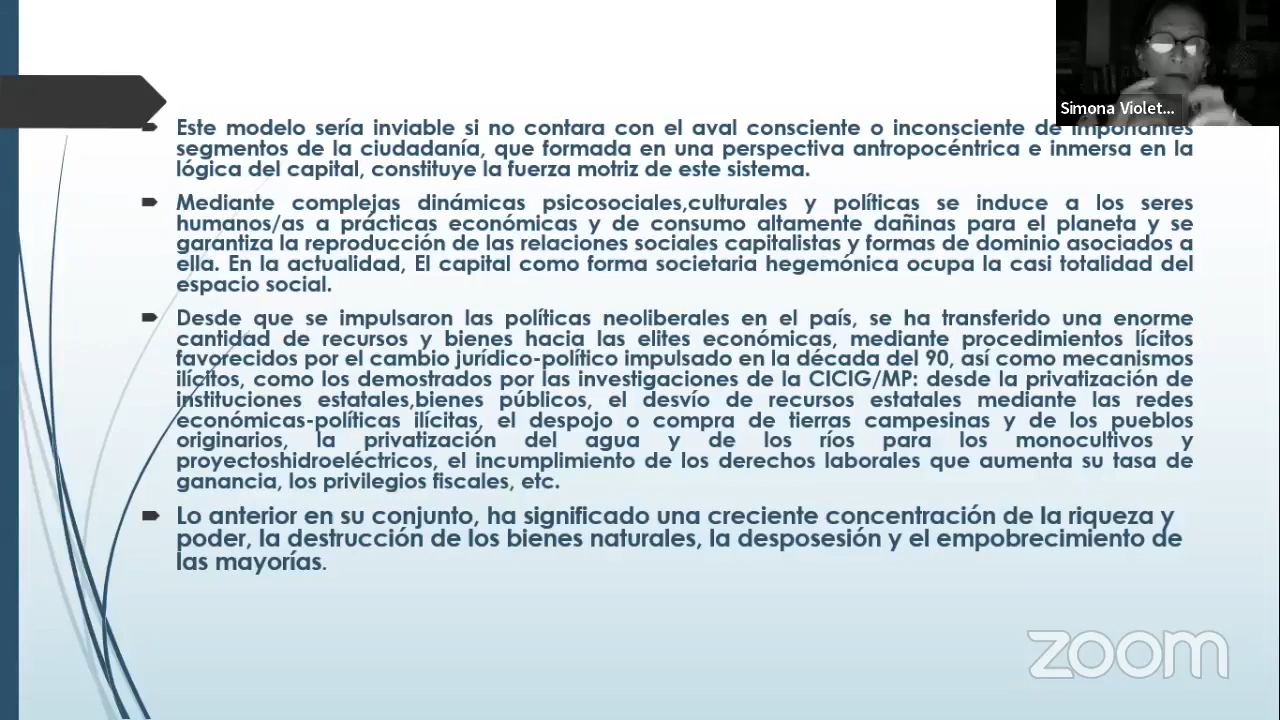 Simona Violet...
Este modelo sería inviable si no contara con el aval consciente o inconsciente de importantes
segmentos de la ciudadanía, que formada en una perspectiva antropocéntrica e inmersa en la
lógica del capital, constituye la fuerza motriz de este sistema.
Mediante complejas dinámicas psicosociales,culturales y políticas se induce a los seres
humanos/as a prácticas económicas y de consumo altamente dañinas para el planeta y se
garantiza la reproducción de las relaciones sociales capitalistas y formas de dominio asociados a
ella. En la actualidad, El capital como forma societaria hegemónica ocupa la casi totalidad del
espacio social.
Desde que se impulsaron las políticas neoliberales en el país, se ha transferido una enorme
cantidad de recursos y bienes hacia las elites económicas, mediante procedimientos lícitos
favorecidos por el cambio jurídico-político impulsado en la década del 90, así como mecanismos
ilícitos, como los demostrados por las investigaciones de la CICIG/MP: desde la privatización de
instituciones estatales,bienes públicos, el desvío de recursos estatales mediante las redes
económicas-políticas ilícitas, el despojo o compra de tierras campesinas y de los pueblos
originarios, la privatización del agua y de los ríos para los monocultivos y
proyectoshidroeléctricos, el incumplimiento de los derechos laborales que aumenta su tasa de
ganancia, los privilegios fiscales, etc.
Lo anterior en su conjunto, ha significado una creciente concentración de la riqueza y
poder, la destrucción de los bienes naturales, la desposesión y el empobrecimiento de
las mayorías.
zoom